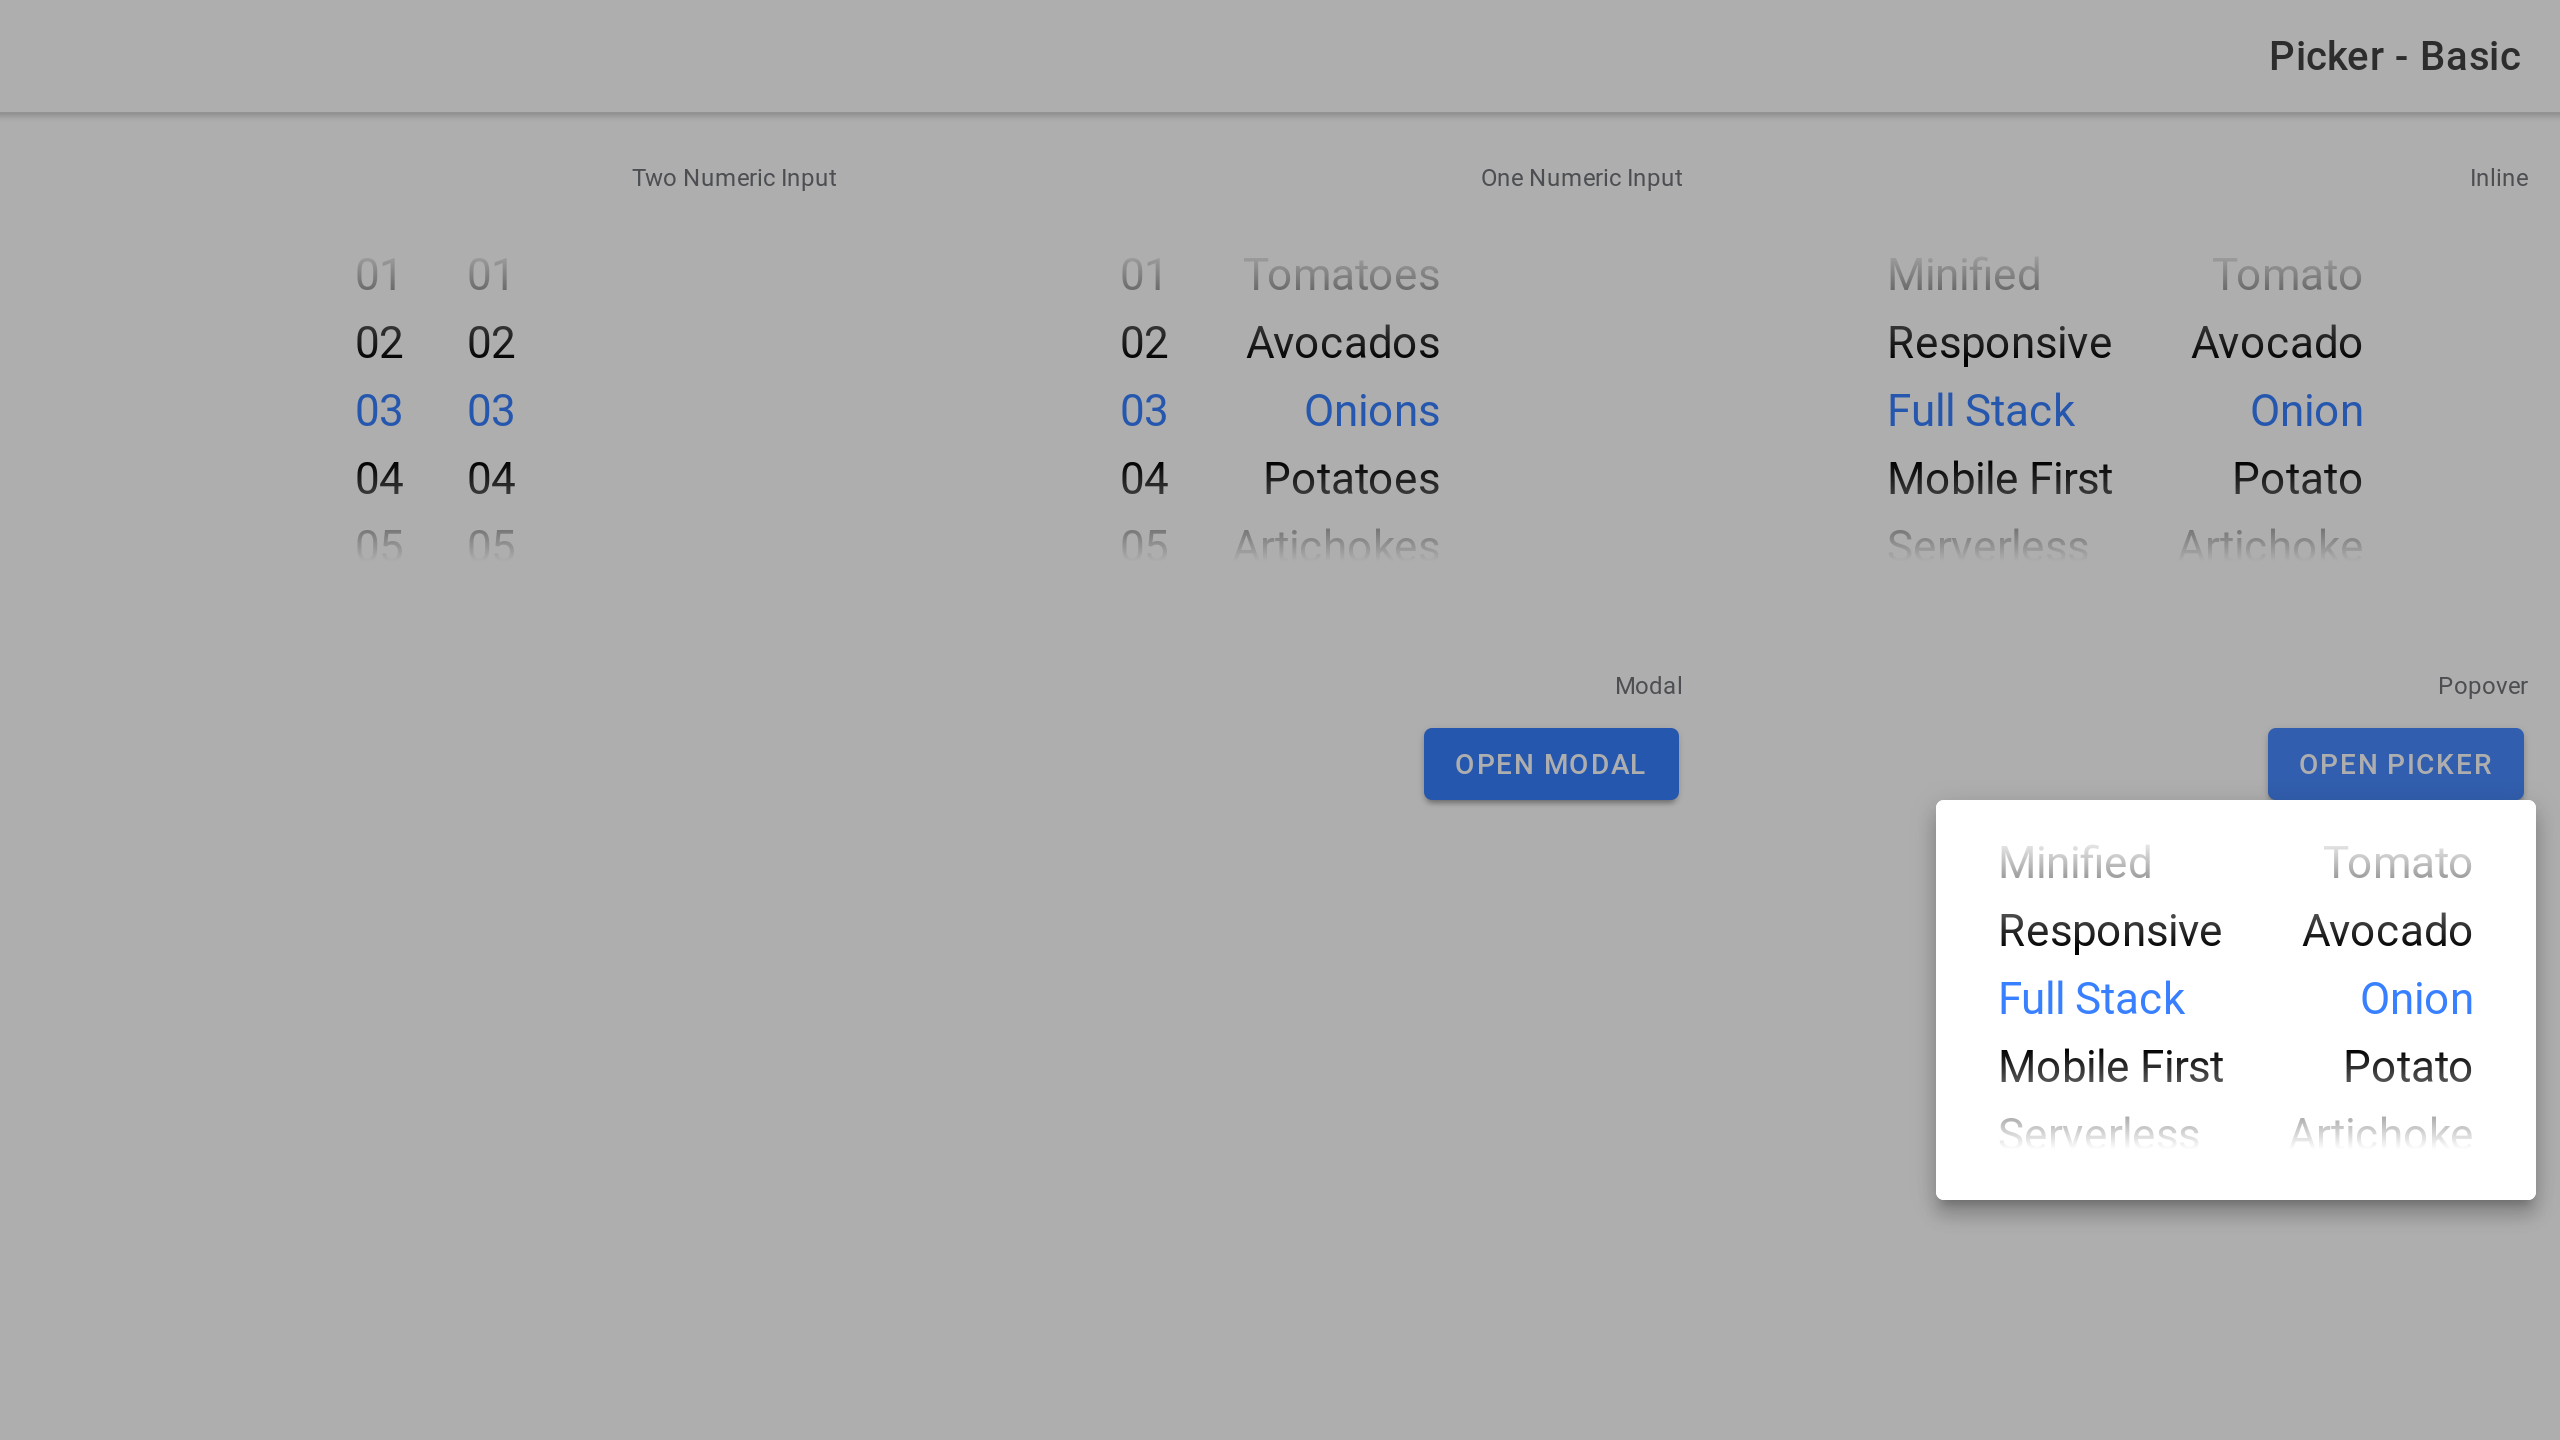 Picker - Basic
Two Numeric Input
One Numeric Input
Inline
01 01
02 02
03 03
04 04
05 05
01 Tomatoes
02 Avocados
03 Onions
04 Potatoes
05 Artichokes
Minified Tomato
Responsive Avocado
Full Stack Onion
Mobile First Potato
Serverless Artichoke
Modal
OPEN MODAL
Popover
OPEN PICKER
Minified Tomato
Responsive Avocado
Full Stack Onion
Mobile First Potato
Serverless Artichoke